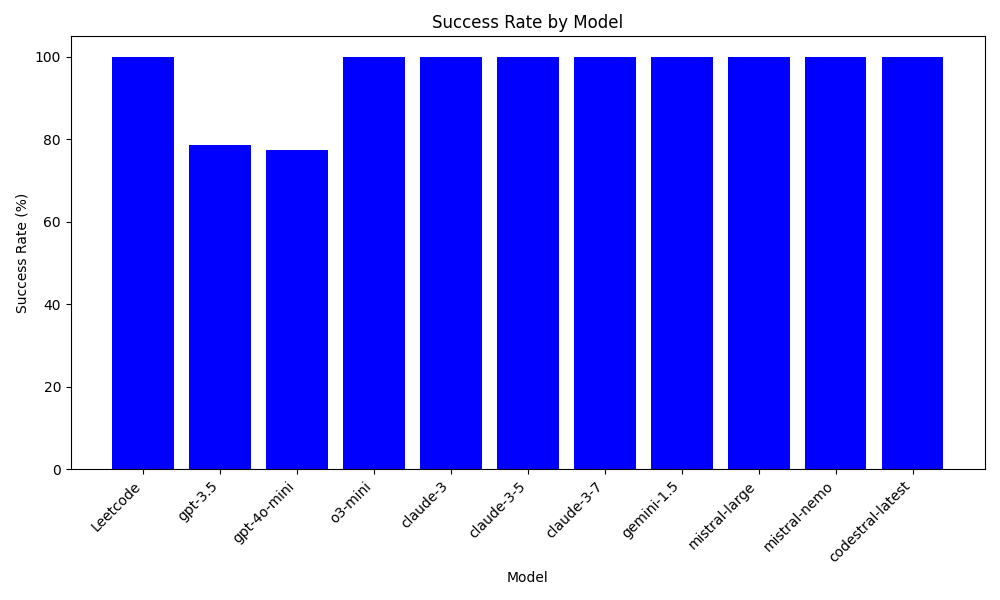 Success Rate by Model
Success Rate (%)
100
80
60
40
20
0
Leetcode
gpt-3.5
gpt-4o-mini
o3-mini
claude-3
claude-3-5
claude-3-7
gemini-1.5
mistral-large
mistral-nemo
codestral-latest
Model